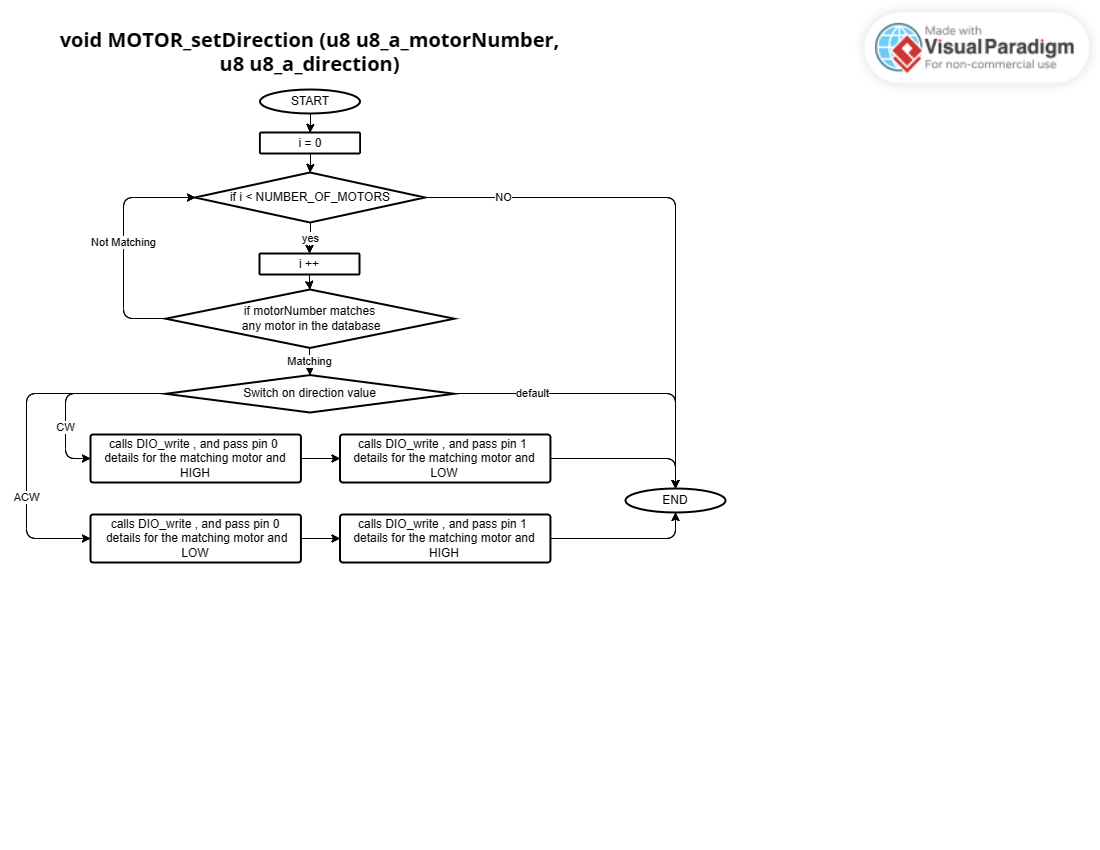 void MOTOR_setDirection (u8 u8_a_motorNumber,
u8 u8_a_direction)
Made with
Visual Paradigm
For non-commercial use
START
i = 0
if i < NUMBER_OF_MOTORS
NO
yes
Not Matching
i ++
if motorNumber matches
any motor in the database
Matching
Switch on direction value
default
CW
calls DIO_write , and pass pin 0
details for the matching motor and
HIGH
calls DIO_write , and pass pin 1
details for the matching motor and
LOW
ACW
END
calls DIO_write , and pass pin 0
details for the matching motor and
LOW
calls DIO_write , and pass pin 1
details for the matching motor and
HIGH